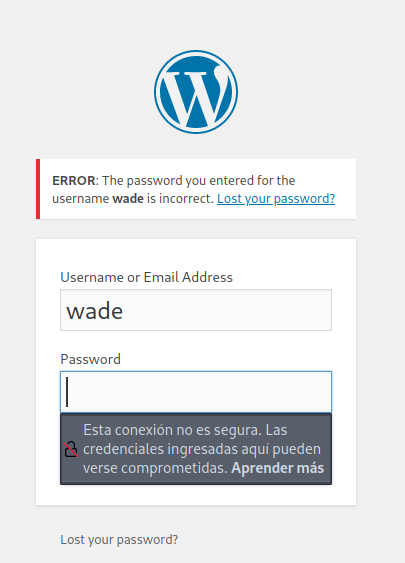 ERROR: The password you entered for the
username wade is incorrect. Lost your password?
Username or Email Address
wade
Password
Esta conexión no es segura. Las
credenciales ingresadas aquí pueden
verse comprometidas. Aprender más
Lost your password?